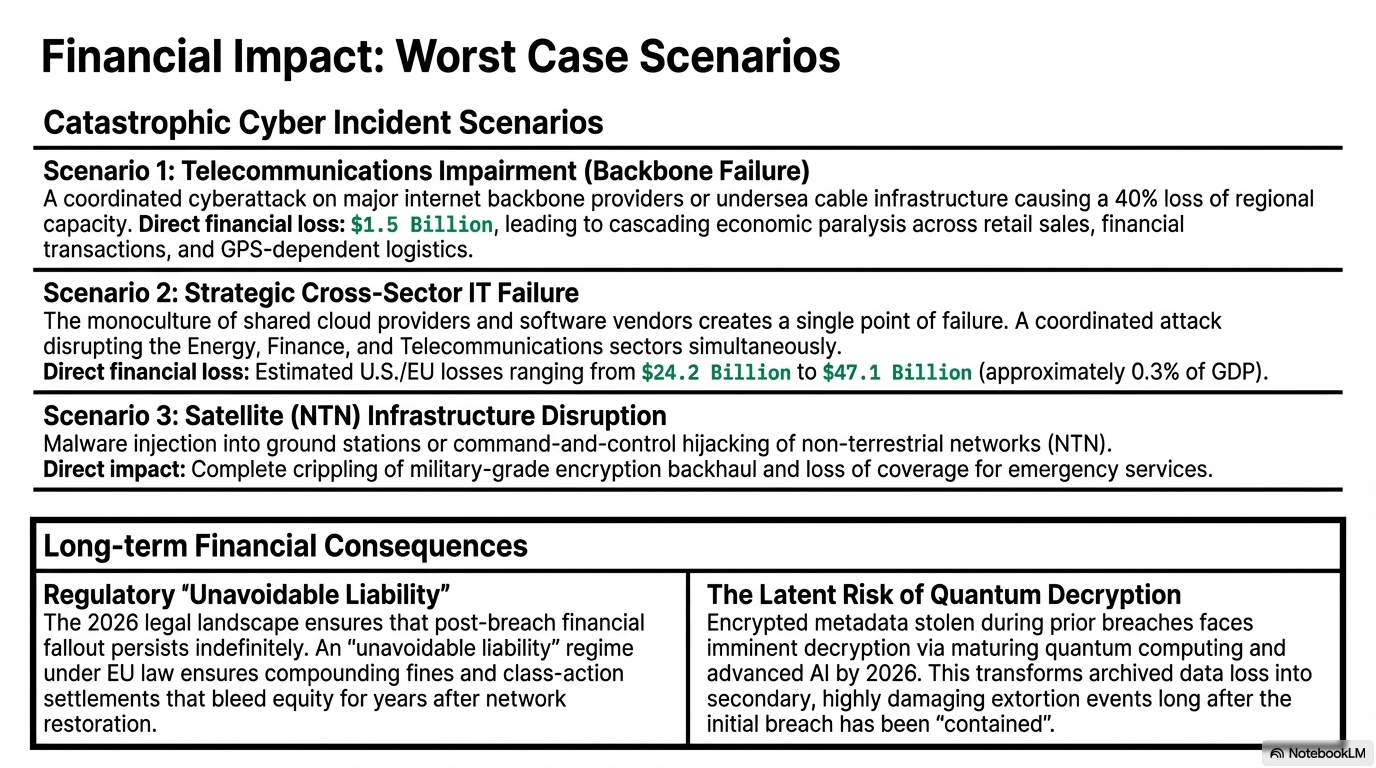 Financial Impact: Worst Case Scenarios
Catastrophic Cyber Incident Scenarios
Scenario 1: Telecommunications Impairment (Backbone Failure)
A coordinated cyberattack on major internet backbone providers or undersea cable infrastructure causing a 40% loss of regional
capacity. Direct financial loss: $1.5 Billion, leading to cascading economic paralysis across retail sales, financial
transactions, and GPS-dependent logistics.
Scenario 2: Strategic Cross-Sector IT Failure
The monoculture of shared cloud providers and software vendors creates a single point of failure. A coordinated attack
disrupting the Energy, Finance, and Telecommunications sectors simultaneously.
Direct financial loss: Estimated U.S./EU losses ranging from $24.2 Billion to $47.1 Billion (approximately 0.3% of GDP).
Scenario 3: Satellite (NTN) Infrastructure Disruption
Malware injection into ground stations or command-and-control hijacking of non-terrestrial networks (NTN).
Direct impact: Complete crippling of military-grade encryption backhaul and loss of coverage for emergency services.
Long-term Financial Consequences
Regulatory “Unavoidable Liability”
The 2026 legal landscape ensures that post-breach financial
fallout persists indefinitely. An “unavoidable liability” regime
under EU law ensures compounding fines and class-action
settlements that bleed equity for years after network
restoration.
The Latent Risk of Quantum Decryption
Encrypted metadata stolen during prior breaches faces
imminent decryption via maturing quantum computing and
advanced AI by 2026. This transforms archived data loss into
secondary, highly damaging extortion events long after the
initial breach has been “contained”.
NotebookLM